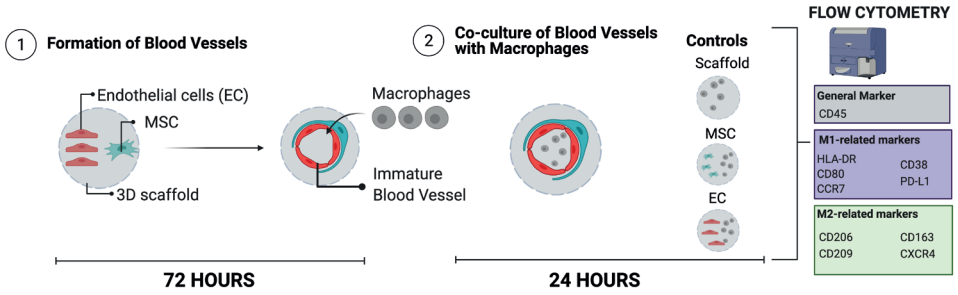 1
Formation of Blood Vessels
Endothelial cells (EC)
MSC
3D scaffold
Macrophages
Immature
Blood Vessel
72 HOURS
2
Co-culture of Blood Vessels
with Macrophages
24 HOURS
Controls
Scaffold
MSC
EC
FLOW CYTOMETRY
General Marker
CD45
M1-related markers
HLA-DR
CD80
CCR7
CD38
PD-L1
M2-related markers
CD206
CD209
CD163
CXCR4